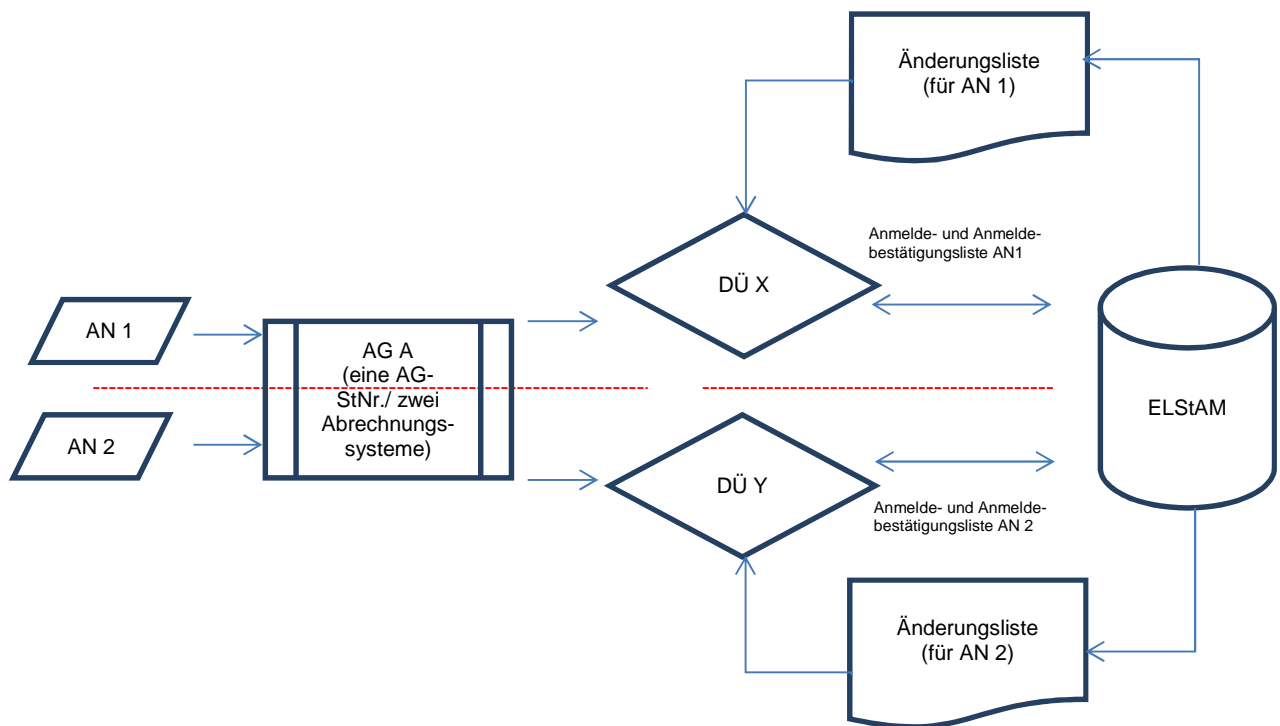 Änderungsliste
(für AN 1)
Anmelde- und Anmelde-
bestätigungsliste AN1
DÜ X
AN 1
AG A
(eine AG-
StNr./ zwei
Abrechnungs-
systeme)
ELStAM
AN 2
DÜ Y
Anmelde- und Anmelde-
bestätigungsliste AN 2
Änderungsliste
(für AN 2)